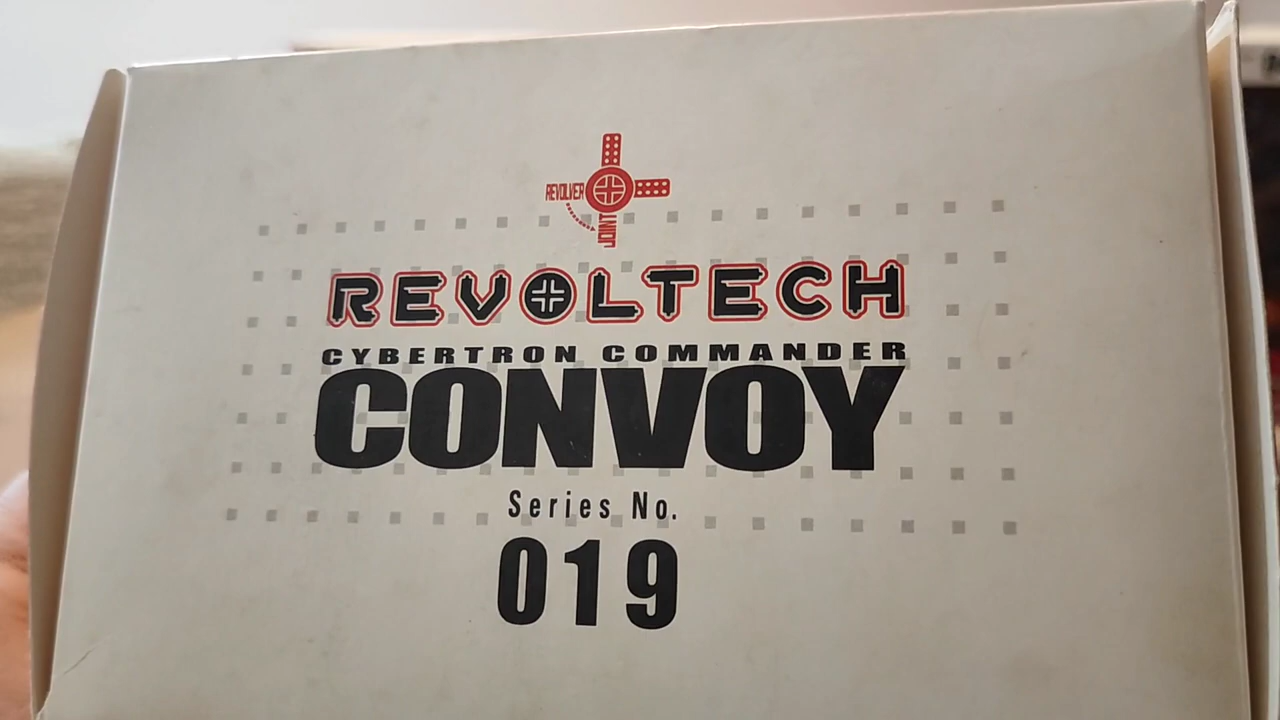 REVOLVER
JOINT
REVOLTECH
CYBERTRON COMMANDER
CONVOY
Series No.
019